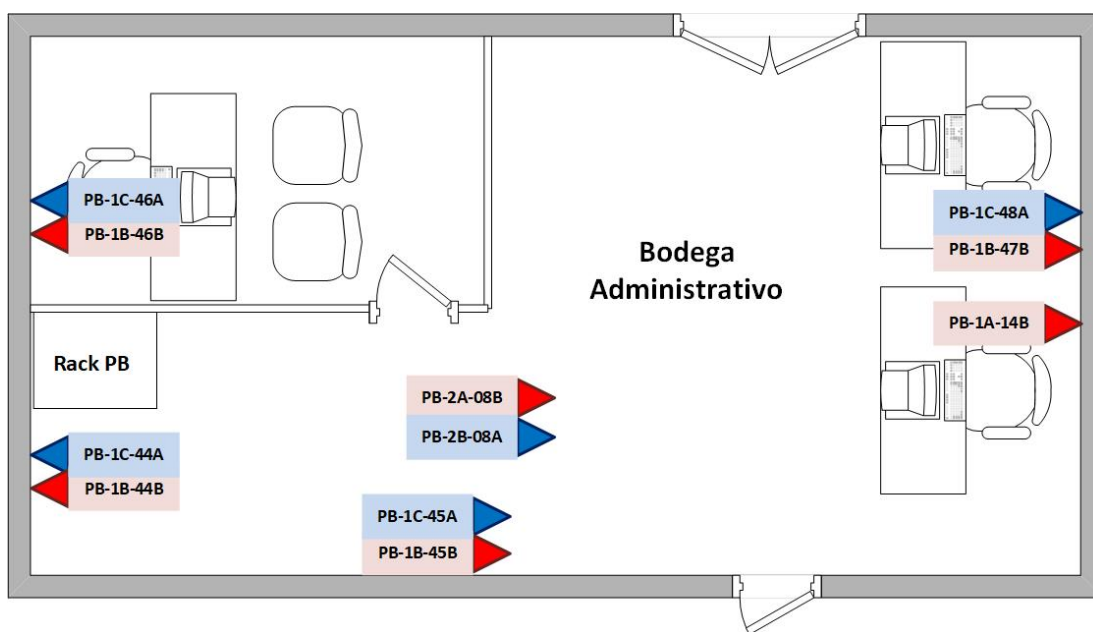 PB-1C-46A
PB-1B-46B
PB-1C-48A
PB-1B-47B
Bodega
Administrativo
PB-1A-14B
Rack PB
PB-2A-08B
PB-2B-08A
PB-1C-44A
PB-1B-44B
PB-1C-45A
PB-1B-45B